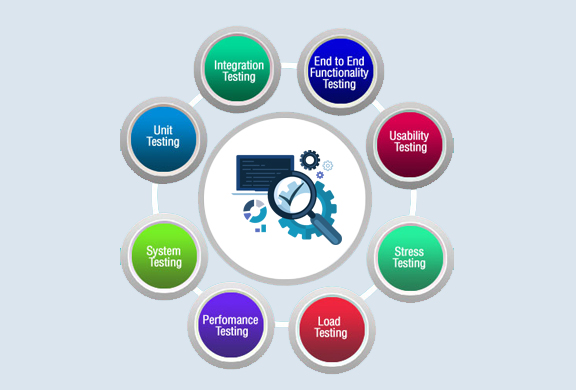 Integration
Testing
End to End
Functionality
Testing
Usability
Testing
Stress
Testing
Load
Testing
Perfomance
Testing
System
Testing
Unit
Testing